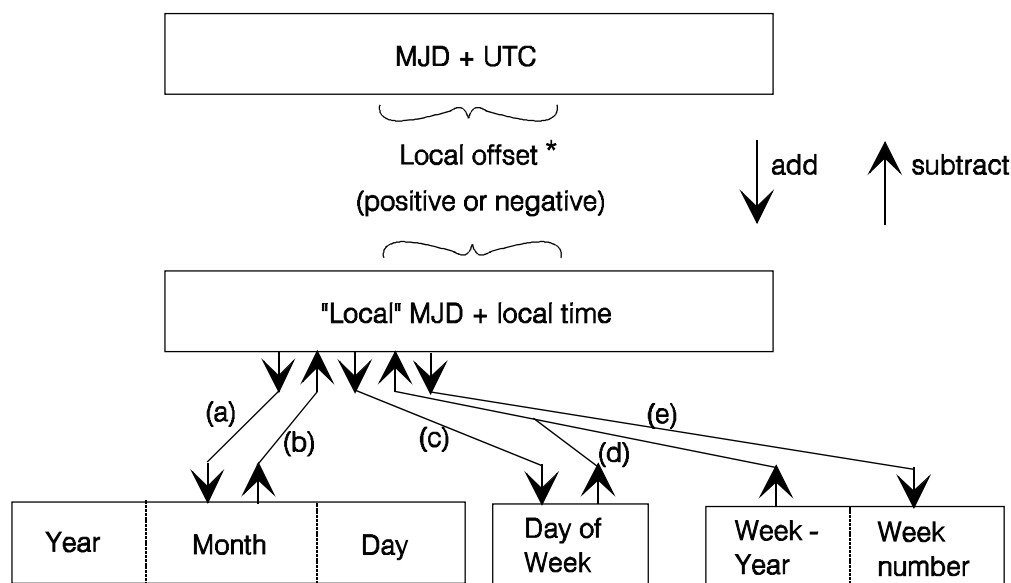 MJD + UTC
Local offset *
(positive or negative)
add
subtract
"Local" MJD + local time
(a)
(b)
(c)
(d)
(e)
Year
Month
Day
Day of
Week
Week -
Year
Week
number